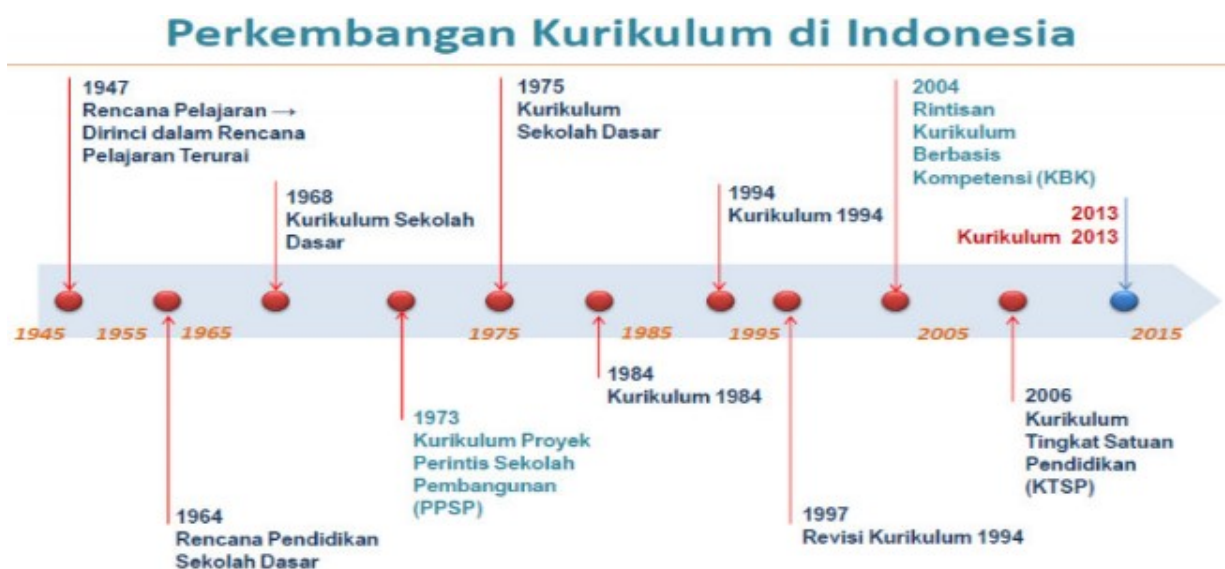 Perkembangan Kurikulum di Indonesia
1947
Rencana Pelajaran →
Dirinci dalam Rencana
Pelajaran Terurai
1968
Kurikulum Sekolah
Dasar
1975
Kurikulum
Sekolah Dasar
1994
Kurikulum 1994
2004
Rintisan
Kurikulum
Berbasis
Kompetensi (KBK)
2013
Kurikulum 2013
1945
1955
1965
1975
1985
1995
2005
2015
1964
Rencana Pendidikan
Sekolah Dasar
1973
Kurikulum Proyek
Perintis Sekolah
Pembangunan
(PPSP)
1984
Kurikulum 1984
1997
Revisi Kurikulum 1994
2006
Kurikulum
Tingkat Satuan
Pendidikan
(KTSP)